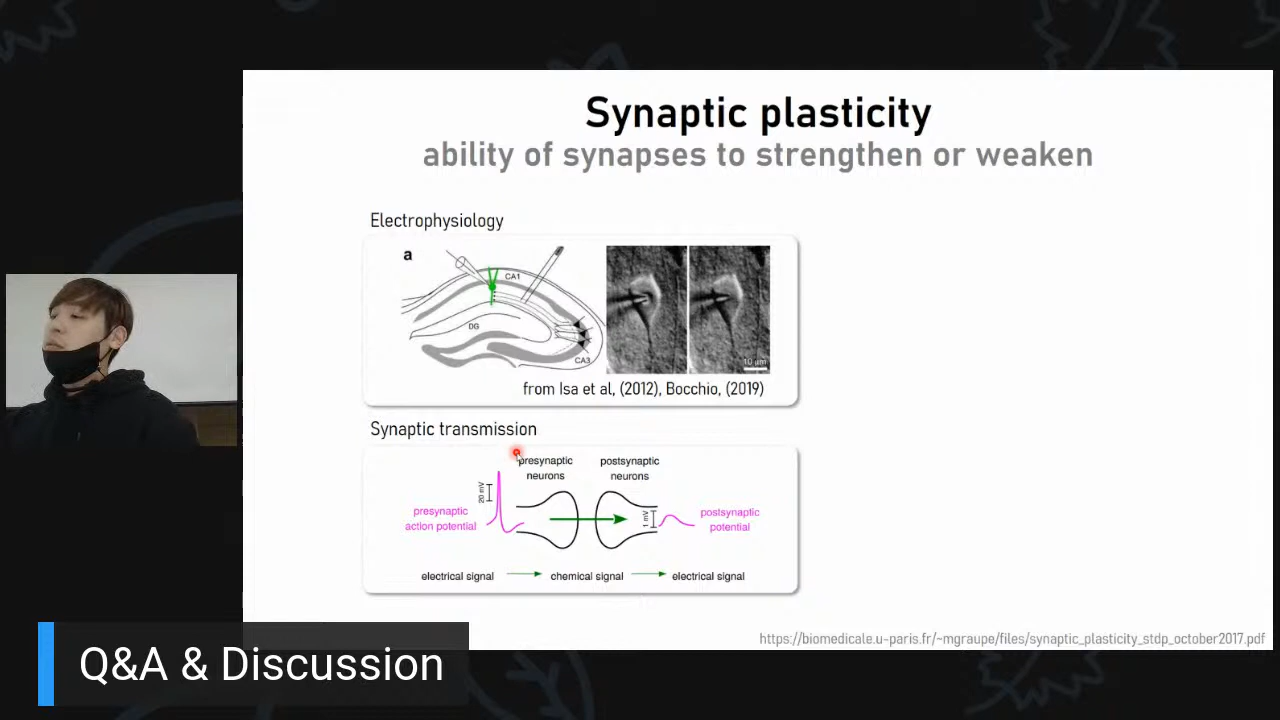 Synaptic plasticity
ability of synapses to strengthen or weaken
Electrophysiology
a
CA1
DG
CA3
10 µm
from Isa et al, (2012), Bocchio, (2019)
Synaptic transmission
presynaptic
neurons
postsynaptic
neurons
20 mV
presynaptic
action potential
1 mV
postsynaptic
potential
electrical signal
chemical signal
electrical signal
https://biomedicale.u-paris.fr/~mgraupe/files/synaptic_plasticity_stdp_october2017.pdf
Q&A & Discussion